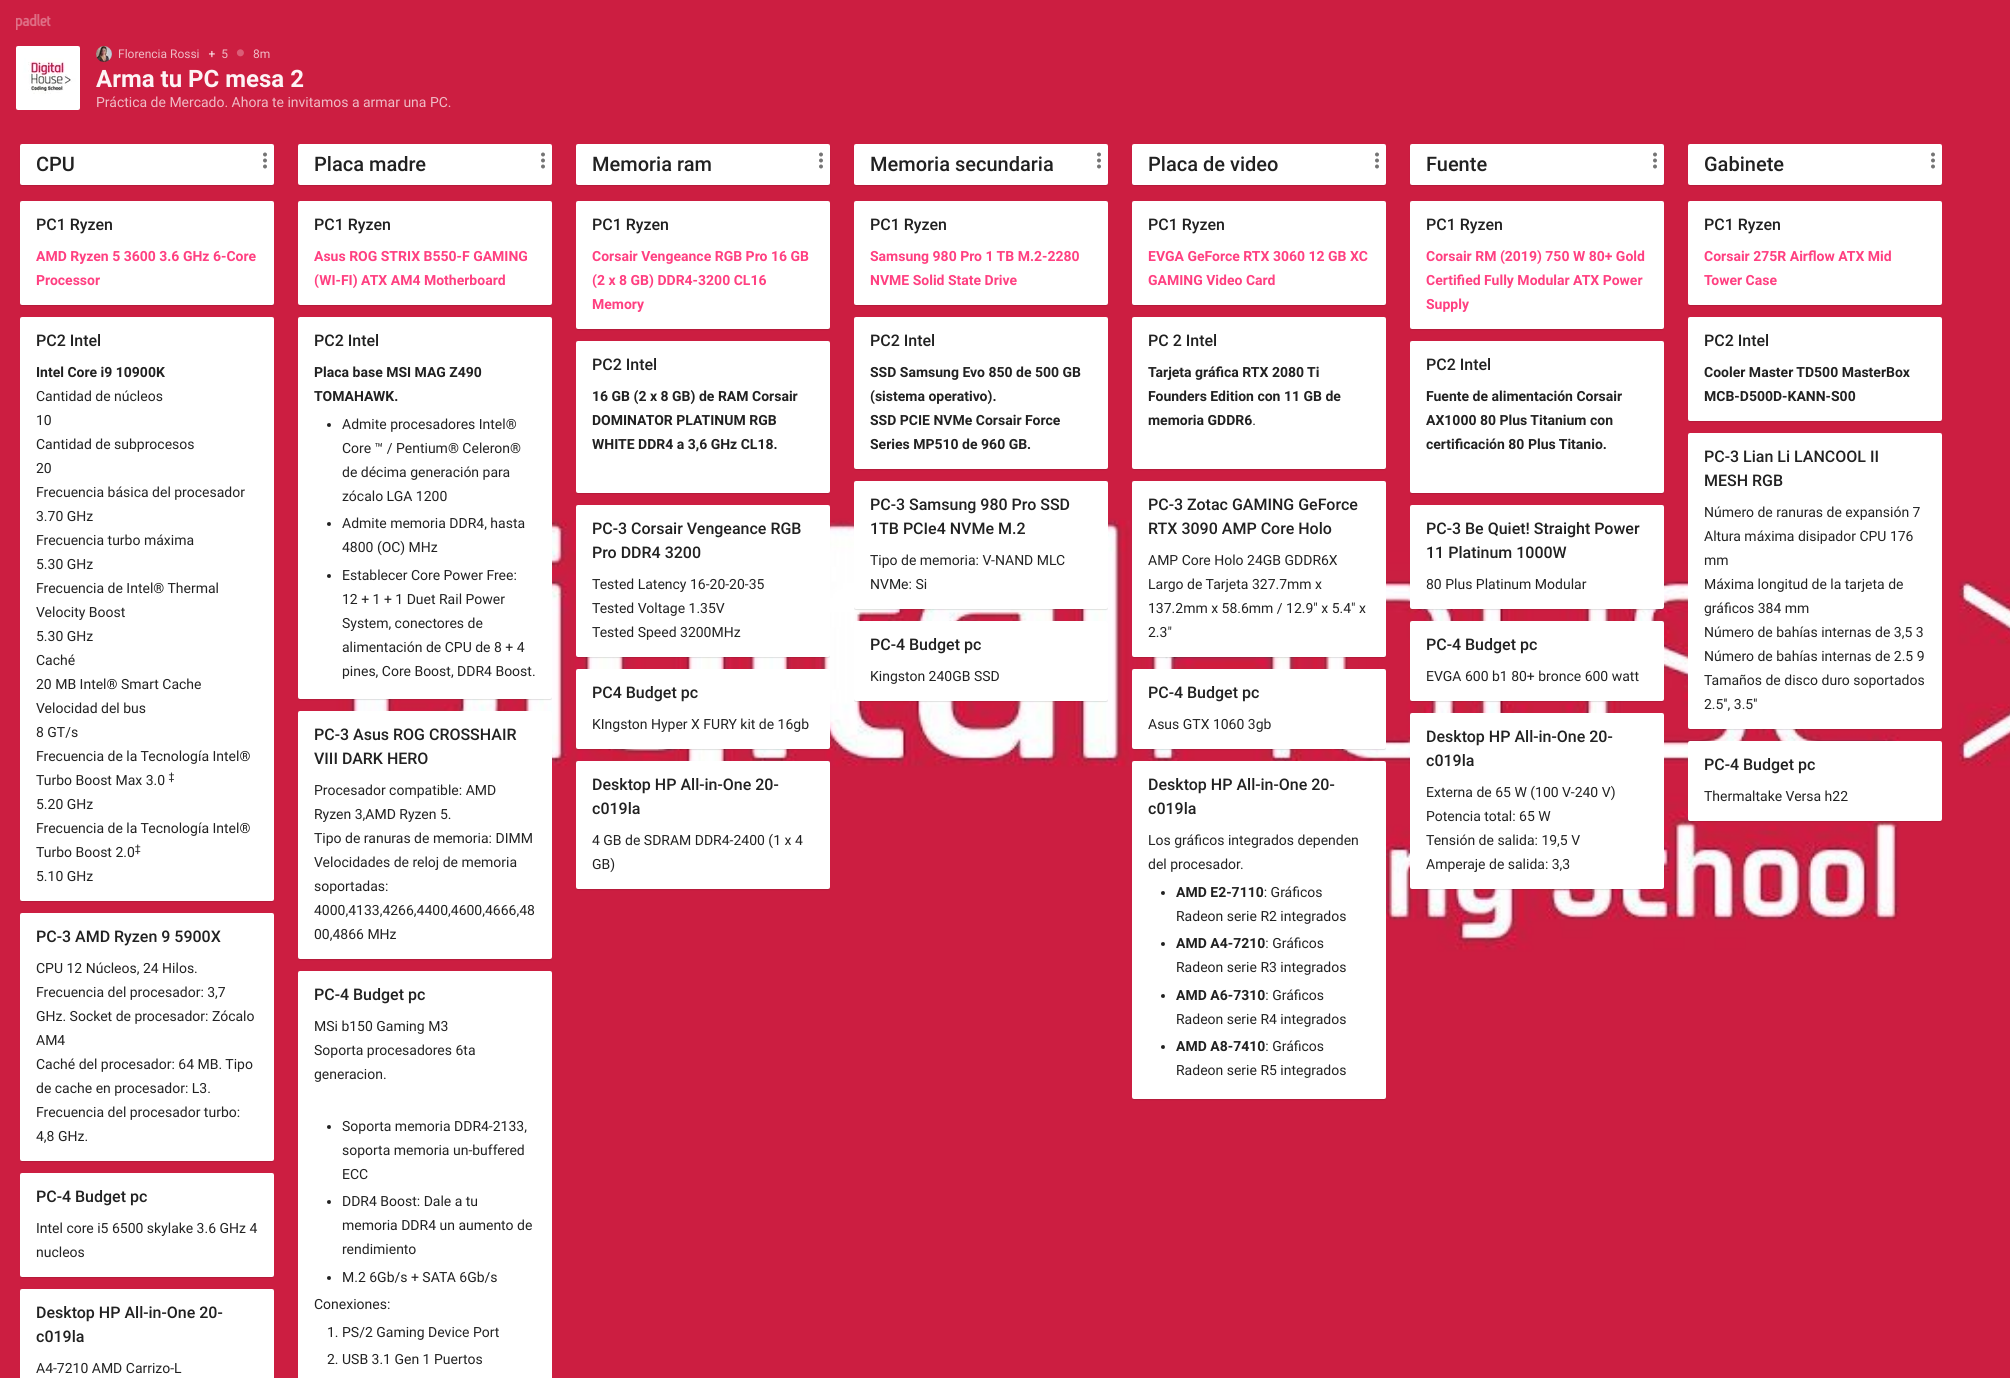 padlet
Digital
House>
Coding School
Florencia Rossi + 5 8m
Arma tu PC mesa 2
Práctica de Mercado. Ahora te invitamos a armar una PC.
CPU
PC1 Ryzen
AMD Ryzen 5 3600 3.6 GHz 6-Core
Processor
PC2 Intel
Intel Core i9 10900K
Cantidad de núcleos
10
Cantidad de subprocesos
20
Frecuencia básica del procesador
3.70 GHz
Frecuencia turbo máxima
5.30 GHz
Frecuencia de Intel® Thermal
Velocity Boost
5.30 GHz
Caché
20 MB Intel® Smart Cache
Velocidad del bus
8 GT/s
Frecuencia de la Tecnología Intel®
Turbo Boost Max 3.0 ‡
5.20 GHz
Frecuencia de la Tecnología Intel®
Turbo Boost 2.0‡
5.10 GHz
PC-3 AMD Ryzen 9 5900X
CPU 12 Núcleos, 24 Hilos.
Frecuencia del procesador: 3,7
GHz. Socket de procesador: Zócalo
AM4
Caché del procesador: 64 MB. Tipo
de cache en procesador: L3.
Frecuencia del procesador turbo:
4,8 GHz.
PC-4 Budget pc
Intel core i5 6500 skylake 3.6 GHz 4
nucleos
Desktop HP All-in-One 20-
c019la
A4-7210 AMD Carrizo-L
Placa madre
PC1 Ryzen
Asus ROG STRIX B550-F GAMING
(WI-FI) ATX AM4 Motherboard
PC2 Intel
Placa base MSI MAG Z490
TOMAHAWK.
• Admite procesadores Intel®
Core ™ / Pentium® Celeron®
de décima generación para
zócalo LGA 1200
• Admite memoria DDR4, hasta
4800 (OC) MHz
• Establecer Core Power Free:
12 + 1 + 1 Duet Rail Power
System, conectores de
alimentación de CPU de 8 + 4
pines, Core Boost, DDR4 Boost.
PC-3 Asus ROG CROSSHAIR
VIII DARK HERO
Procesador compatible: AMD
Ryzen 3,AMD Ryzen 5.
Tipo de ranuras de memoria: DIMM
Velocidades de reloj de memoria
soportadas:
4000,4133,4266,4400,4600,4666,48
00,4866 MHz
PC-4 Budget pc
MSi b150 Gaming M3
Soporta procesadores 6ta
generacion.
• Soporta memoria DDR4-2133,
soporta memoria un-buffered
ECC
• DDR4 Boost: Dale a tu
memoria DDR4 un aumento de
rendimiento
• M.2 6Gb/s + SATA 6Gb/s
Conexiones:
1. PS/2 Gaming Device Port
2. USB 3.1 Gen 1 Puertos
Memoria ram
PC1 Ryzen
Corsair Vengeance RGB Pro 16 GB
(2 x 8 GB) DDR4-3200 CL16
Memory
PC2 Intel
16 GB (2 x 8 GB) de RAM Corsair
DOMINATOR PLATINUM RGB
WHITE DDR4 a 3,6 GHz CL18.
PC-3 Corsair Vengeance RGB
Pro DDR4 3200
Tested Latency 16-20-20-35
Tested Voltage 1.35V
Tested Speed 3200MHz
PC4 Budget pc
KIngston Hyper X FURY kit de 16gb
Desktop HP All-in-One 20-
c019la
4 GB de SDRAM DDR4-2400 (1 x 4
GB)
Memoria secundaria
PC1 Ryzen
Samsung 980 Pro 1 TB M.2-2280
NVME Solid State Drive
PC2 Intel
SSD Samsung Evo 850 de 500 GB
(sistema operativo).
SSD PCIE NVMe Corsair Force
Series MP510 de 960 GB.
PC-3 Samsung 980 Pro SSD
1TB PCIe4 NVMe M.2
Tipo de memoria: V-NAND MLC
NVMe: Si
PC-4 Budget pc
Kingston 240GB SSD
Placa de video
PC1 Ryzen
EVGA GeForce RTX 3060 12 GB XC
GAMING Video Card
PC 2 Intel
Tarjeta gráfica RTX 2080 Ti
Founders Edition con 11 GB de
memoria GDDR6.
PC-3 Zotac GAMING GeForce
RTX 3090 AMP Core Holo
AMP Core Holo 24GB GDDR6X
Largo de Tarjeta 327.7mm x
137.2mm x 58.6mm / 12.9" x 5.4" x
2.3"
PC-4 Budget pc
Asus GTX 1060 3gb
Desktop HP All-in-One 20-
c019la
Los gráficos integrados dependen
del procesador.
• AMD E2-7110: Gráficos
Radeon serie R2 integrados
• AMD A4-7210: Gráficos
Radeon serie R3 integrados
• AMD A6-7310: Gráficos
Radeon serie R4 integrados
• AMD A8-7410: Gráficos
Radeon serie R5 integrados
Fuente
PC1 Ryzen
Corsair RM (2019) 750 W 80+ Gold
Certified Fully Modular ATX Power
Supply
PC2 Intel
Fuente de alimentación Corsair
AX1000 80 Plus Titanium con
certificación 80 Plus Titanio.
PC-3 Be Quiet! Straight Power
11 Platinum 1000W
80 Plus Platinum Modular
PC-4 Budget pc
EVGA 600 b1 80+ bronce 600 watt
Desktop HP All-in-One 20-
c019la
Externa de 65 W (100 V-240 V)
Potencia total: 65 W
Tensión de salida: 19,5 V
Amperaje de salida: 3,3
Gabinete
PC1 Ryzen
Corsair 275R Airflow ATX Mid
Tower Case
PC2 Intel
Cooler Master TD500 MasterBox
MCB-D500D-KANN-S00
PC-3 Lian Li LANCOOL II
MESH RGB
Número de ranuras de expansión 7
Altura máxima disipador CPU 176
mm
Máxima longitud de la tarjeta de
gráficos 384 mm
Número de bahías internas de 3,5 3
Número de bahías internas de 2.5 9
Tamaños de disco duro soportados
2.5", 3.5"
PC-4 Budget pc
Thermaltake Versa h22
School